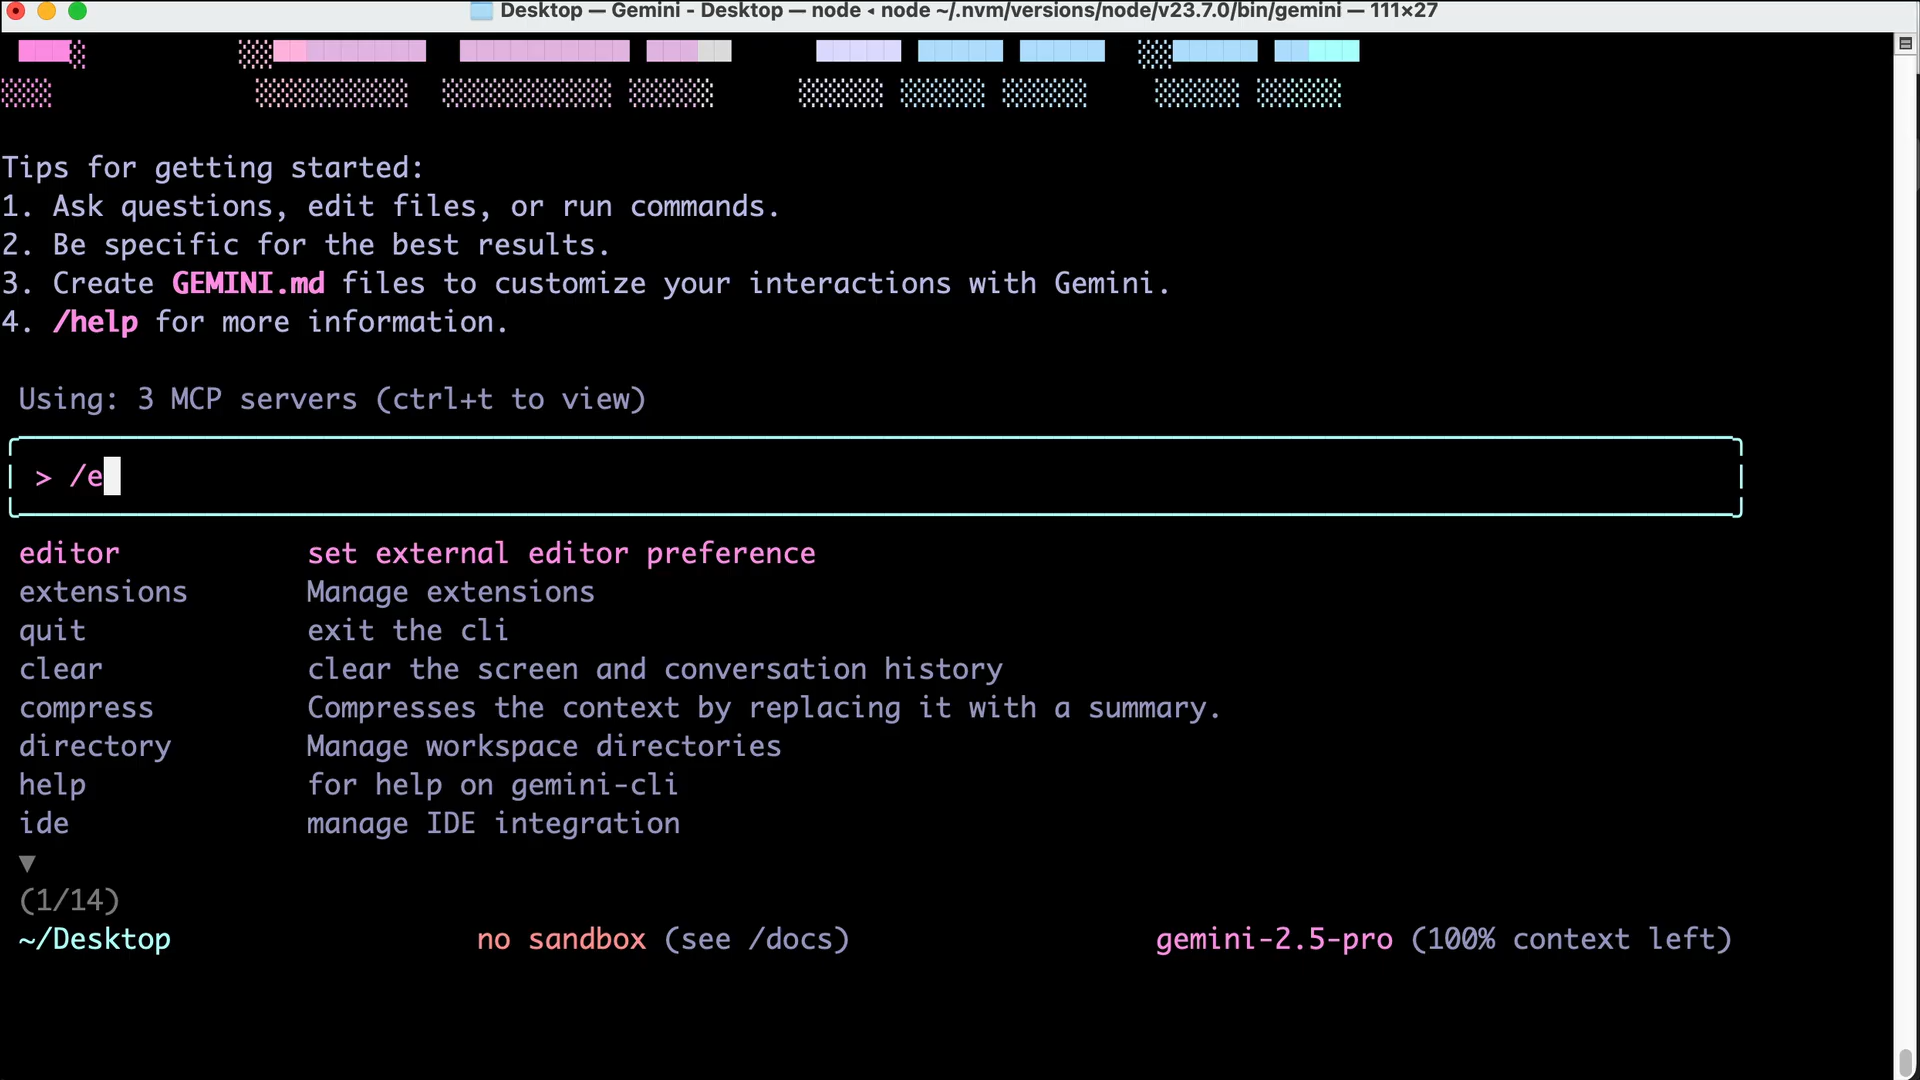 Desktop — Gemini - Desktop — node ◂ node ~/.nvm/versions/node/v23.7.0/bin/gemini — 111×27
Tips for getting started:
1. Ask questions, edit files, or run commands.
2. Be specific for the best results.
3. Create GEMINI.md files to customize your interactions with Gemini.
4. /help for more information.
Using: 3 MCP servers (ctrl+t to view)
> /e
editor set external editor preference
extensions Manage extensions
quit exit the cli
clear clear the screen and conversation history
compress Compresses the context by replacing it with a summary.
directory Manage workspace directories
help for help on gemini-cli
ide manage IDE integration
▼
(1/14)
~/Desktop no sandbox (see /docs) gemini-2.5-pro (100% context left)